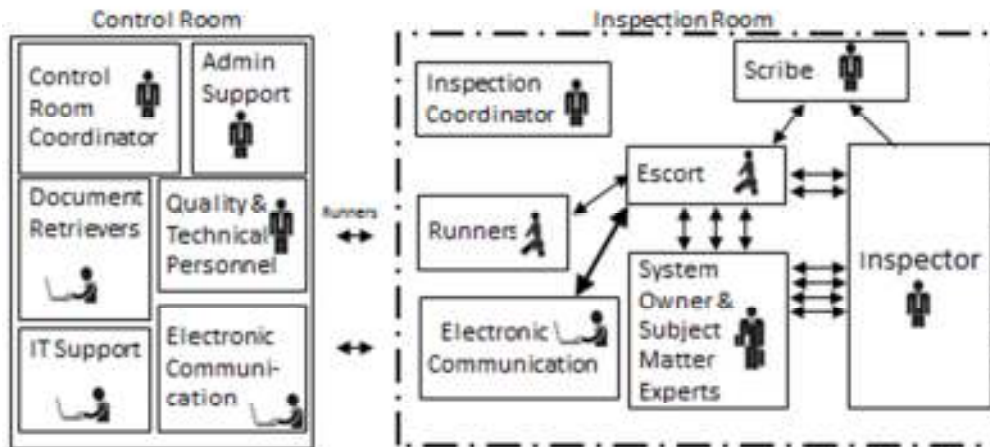 Control Room
Inspection Room
Control
Room
Coordinator
Admin
Support
Document
Retrievers
Quality &
Technical
Personnel
IT Support
Electronic
Communi-
cation
Runners
Inspection
Coordinator
Scribe
Escort
Runners
Electronic
Communication
System
Owner &
Subject
Matter
Experts
Inspector